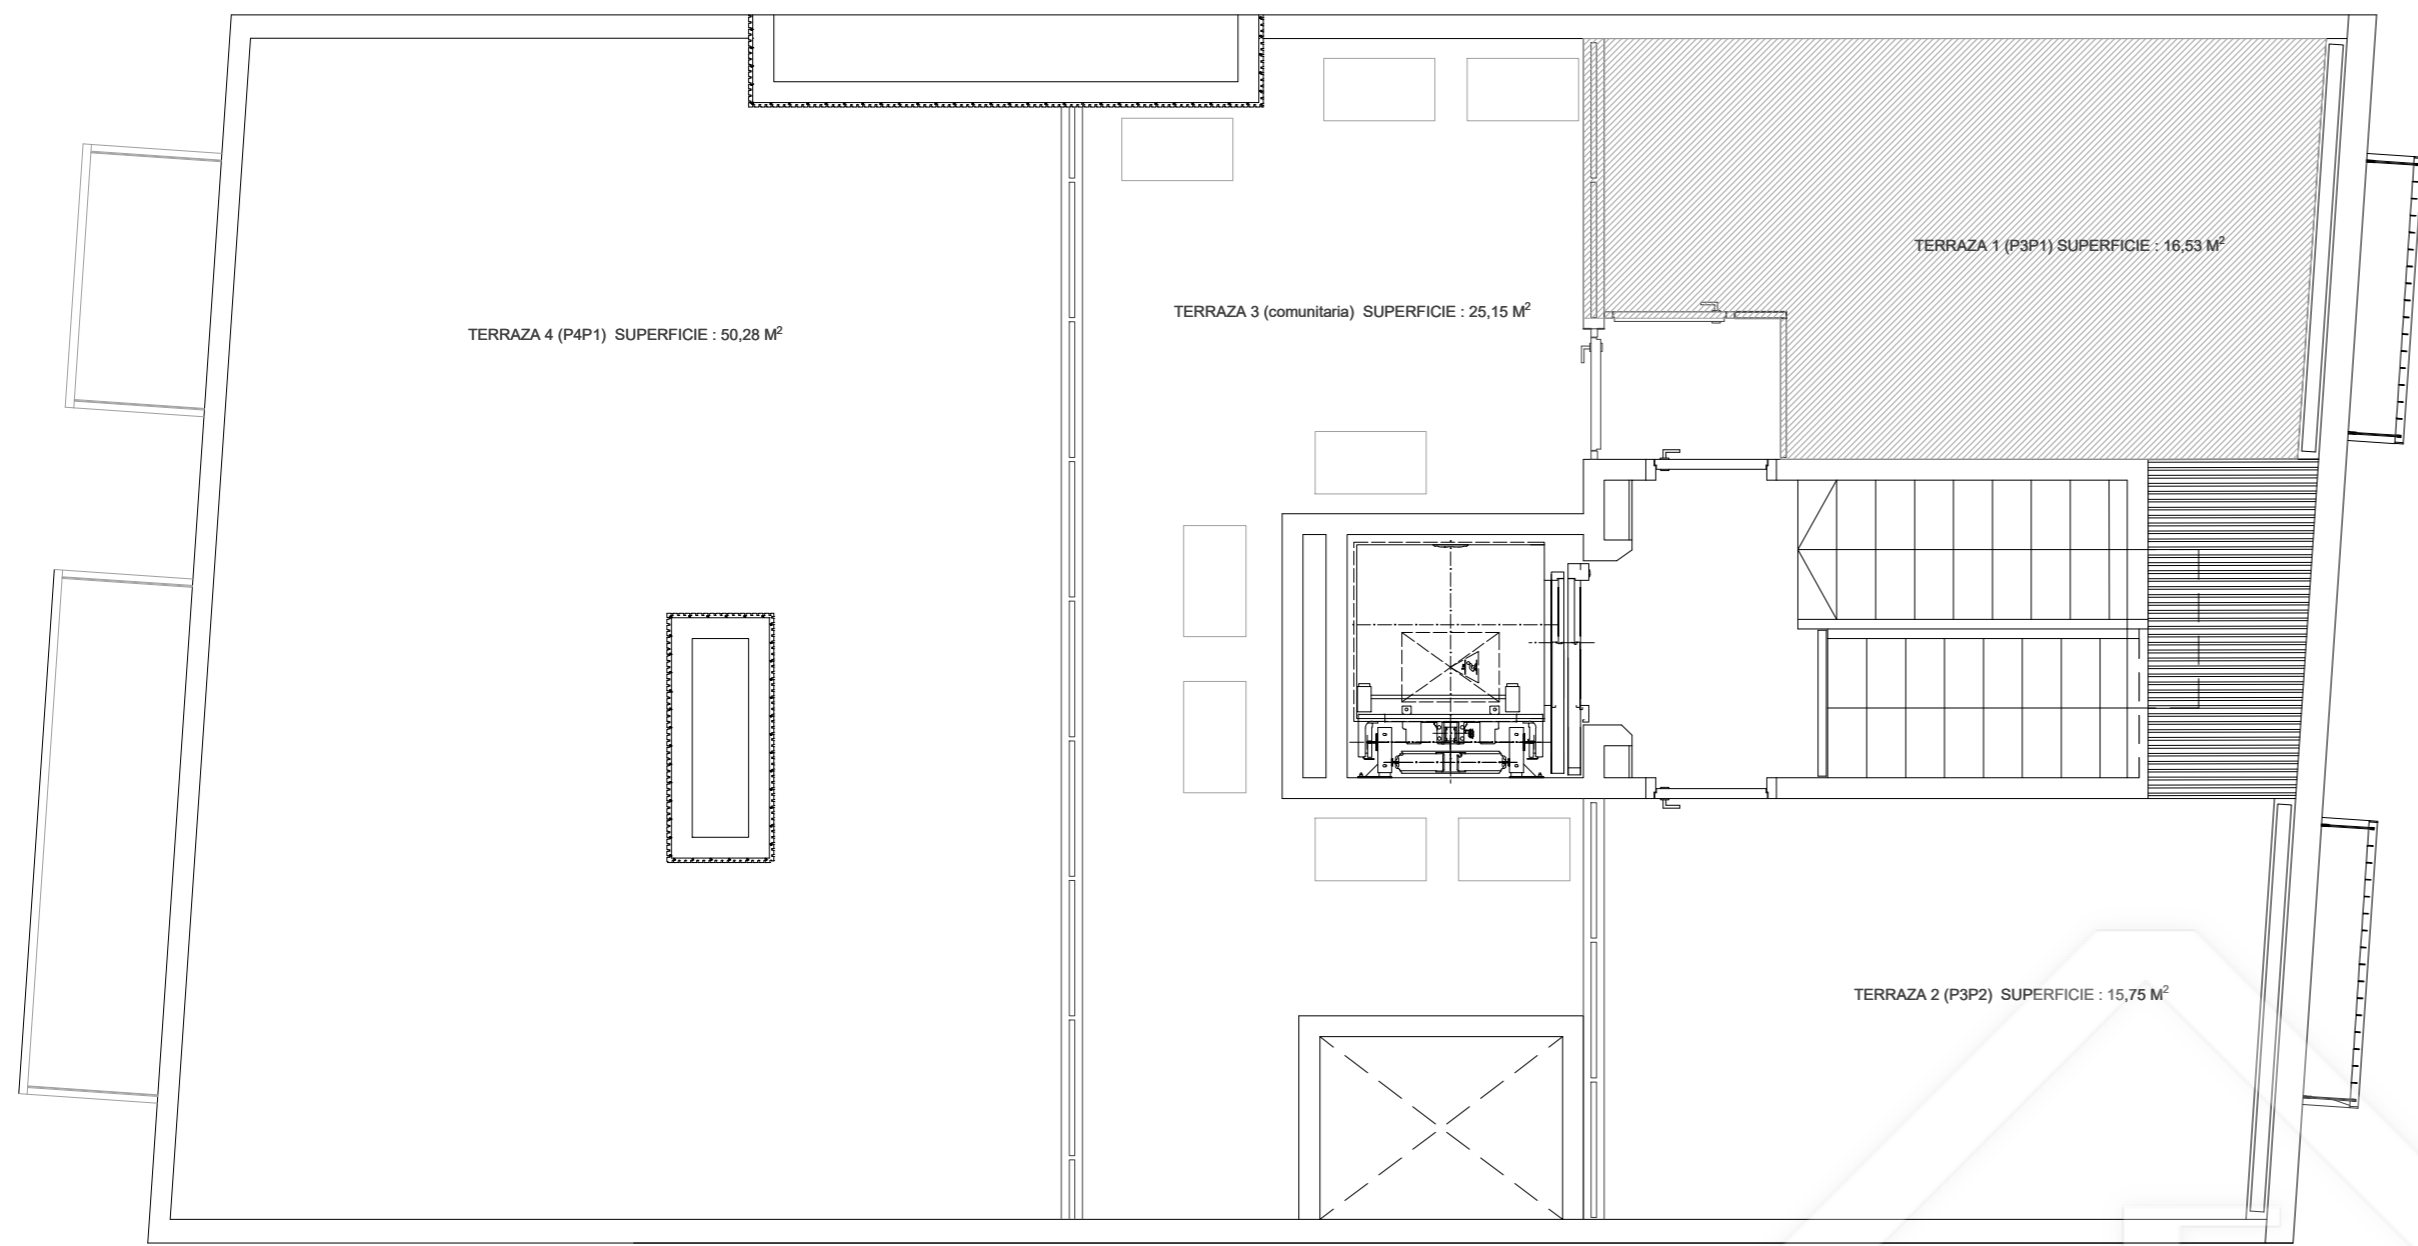 TERRAZA 1 (P3P1) SUPERFICIE : 16,53 M²
TERRAZA 3 (comunitaria)  SUPERFICIE : 25,15 M²
TERRAZA 4 (P4P1)  SUPERFICIE : 50,28 M²
TERRAZA 2 (P3P2)  SUPERFICIE : 15,75 M²